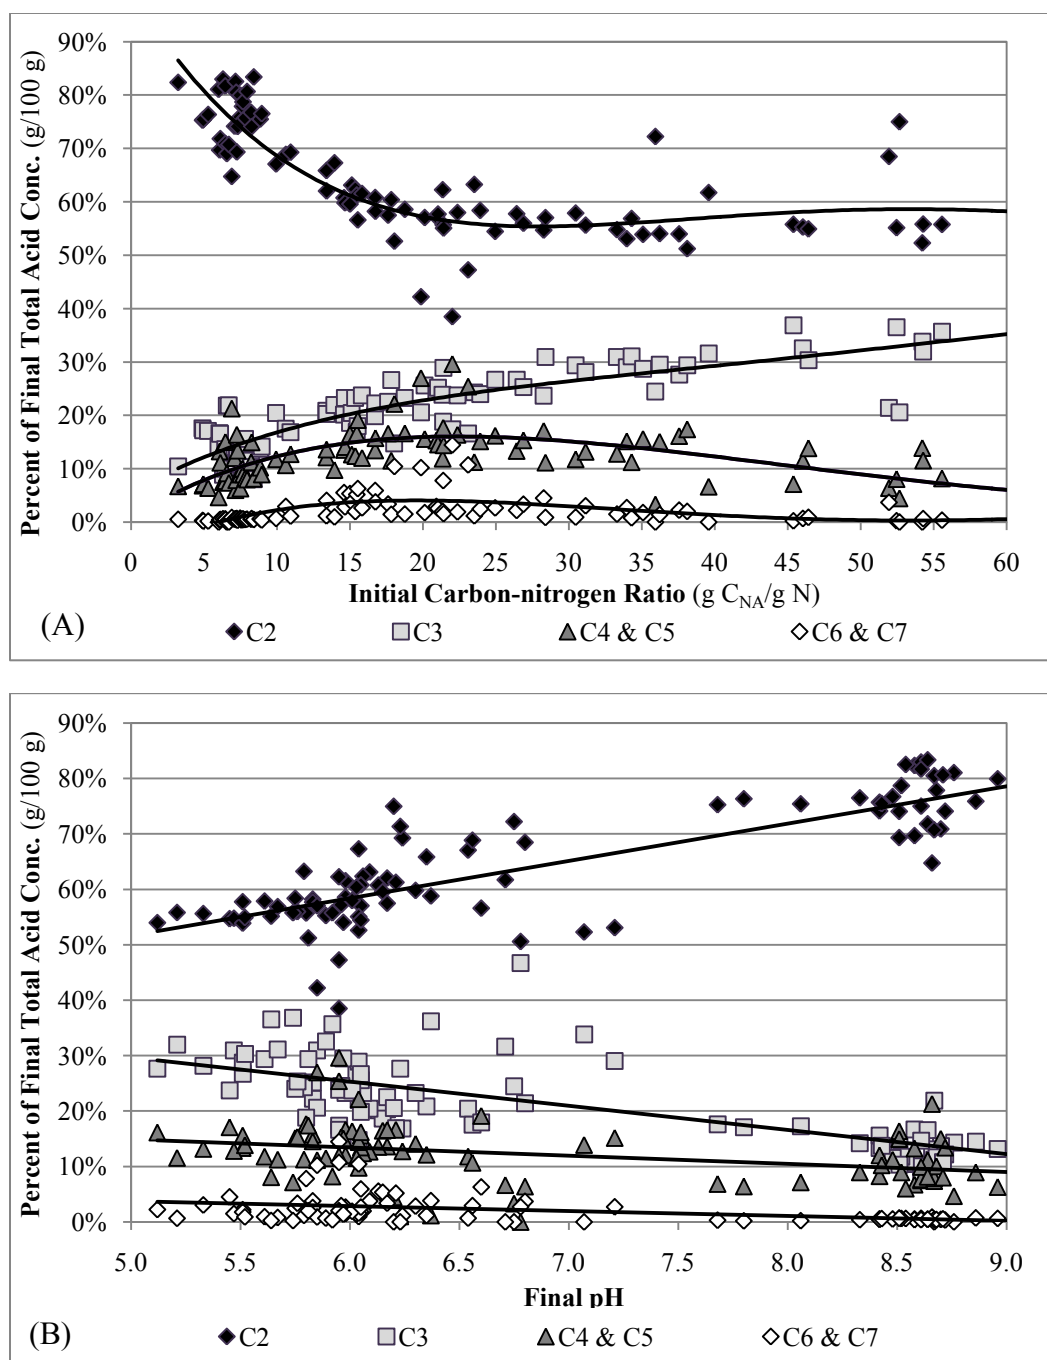 90%
80%
70%
60%
50%
40%
30%
20%
10%
0%
Percent of Final Total Acid Conc. (g/100 g)
0 5 10 15 20 25 30 35 40 45 50 55 60
Initial Carbon-nitrogen Ratio (g CNA/g N)
(A)
C2 C3 C4 & C5 C6 & C7
90%
80%
70%
60%
50%
40%
30%
20%
10%
0%
Percent of Final Total Acid Conc. (g/100 g)
5.0 5.5 6.0 6.5 7.0 7.5 8.0 8.5 9.0
Final pH
(B)
C2 C3 C4 & C5 C6 & C7